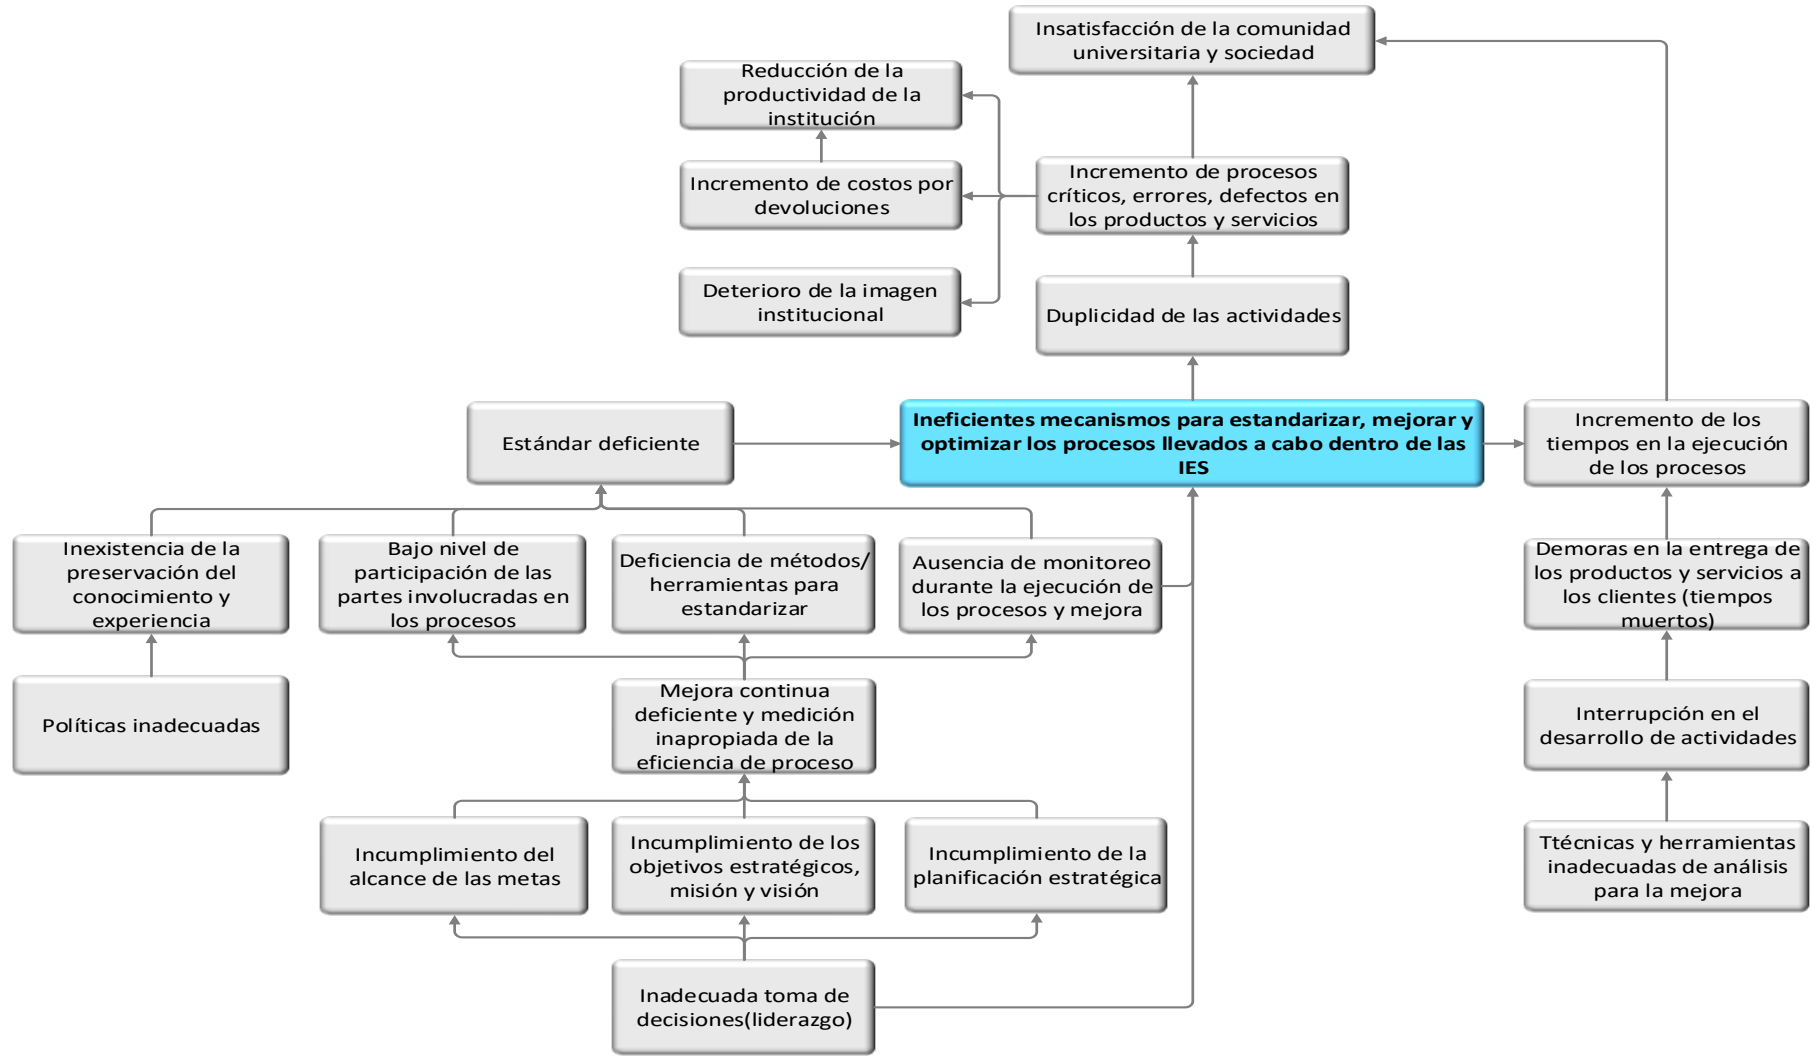 Insatisfacción de la comunidad
universitaria y sociedad
Reducción de la
productividad de la
institución
Incremento de costos por
devoluciones
Incremento de procesos
críticos, errores, defectos en
los productos y servicios
Deterioro de la imagen
institucional
Duplicidad de las actividades
Estándar deficiente
Ineficientes mecanismos para estandarizar, mejorar y
optimizar los procesos llevados a cabo dentro de las
IES
Incremento de los
tiempos en la ejecución
de los procesos
Inexistencia de la
preservación del
conocimiento y
experiencia
Bajo nivel de
participación de las
partes involucradas en
los procesos
Deficiencia de métodos/
herramientas para
estandarizar
Ausencia de monitoreo
durante la ejecución de
los procesos y mejora
Demoras en la entrega de
los productos y servicios a
los clientes (tiempos
muertos)
Políticas inadecuadas
Mejora continua
deficiente y medición
inapropiada de la
eficiencia de proceso
Interrupción en el
desarrollo de actividades
Incumplimiento del
alcance de las metas
Incumplimiento de los
objetivos estratégicos,
misión y visión
Incumplimiento de la
planificación estratégica
Ttécnicas y herramientas
inadecuadas de análisis
para la mejora
Inadecuada toma de
decisiones(liderazgo)